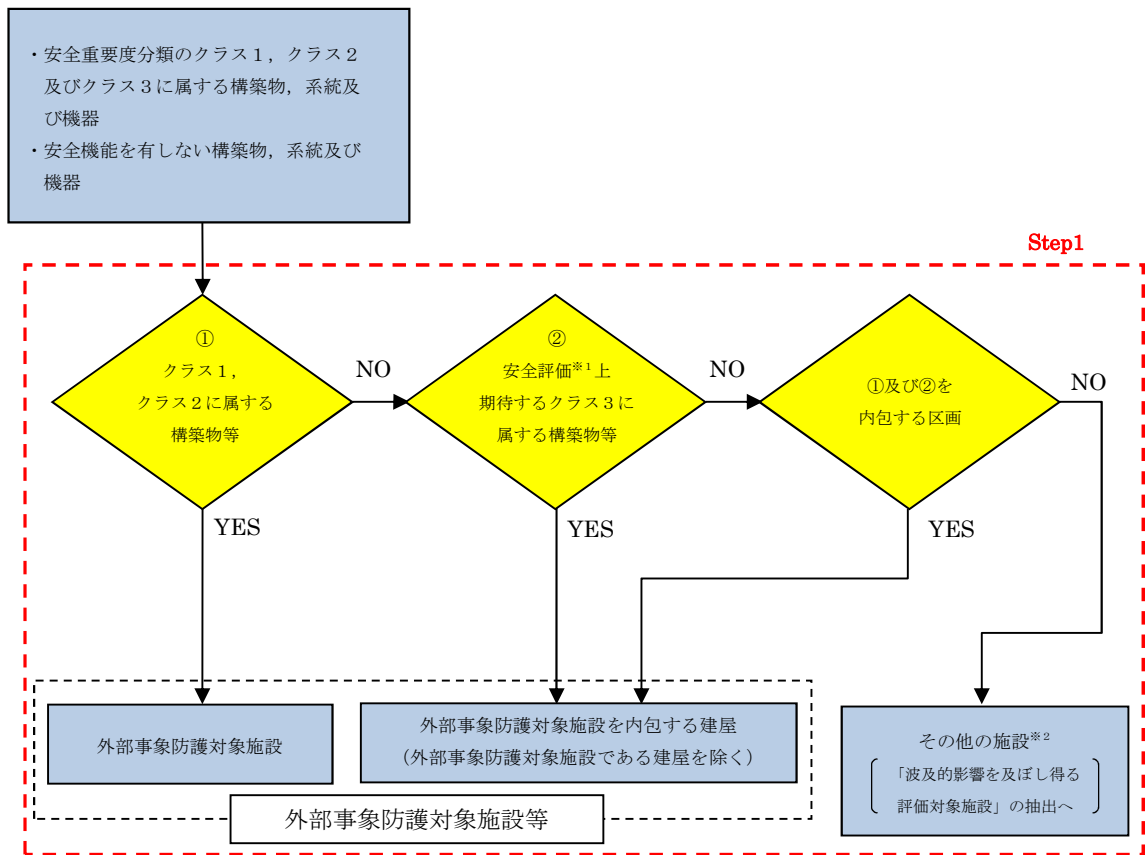 ・安全重要度分類のクラス１，クラス２
及びクラス３に属する構築物，系統及
び機器
・安全機能を有しない構築物，系統及び
機器
Step1
①
クラス１，
クラス２に属する
構築物等
NO
YES
②
安全評価※１上
期待するクラス３に
属する構築物等
NO
YES
①及び②を
内包する区画
NO
YES
外部事象防護対象施設
外部事象防護対象施設を内包する建屋
（外部事象防護対象施設である建屋を除く）
外部事象防護対象施設等
その他の施設※２
「波及的影響を及ぼし得る
評価対象施設」の抽出へ